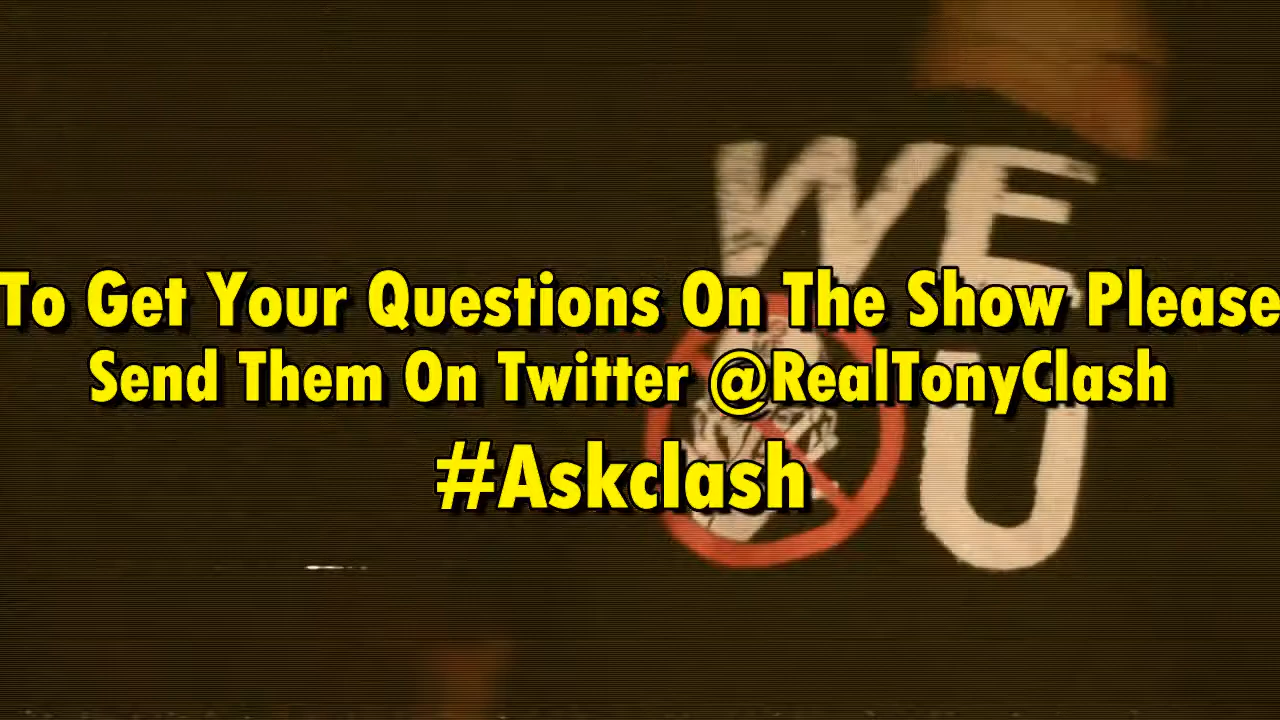 WE
To Get Your Questions On The Show Please
Send Them On Twitter @RealTonyClash
U
#Askclash